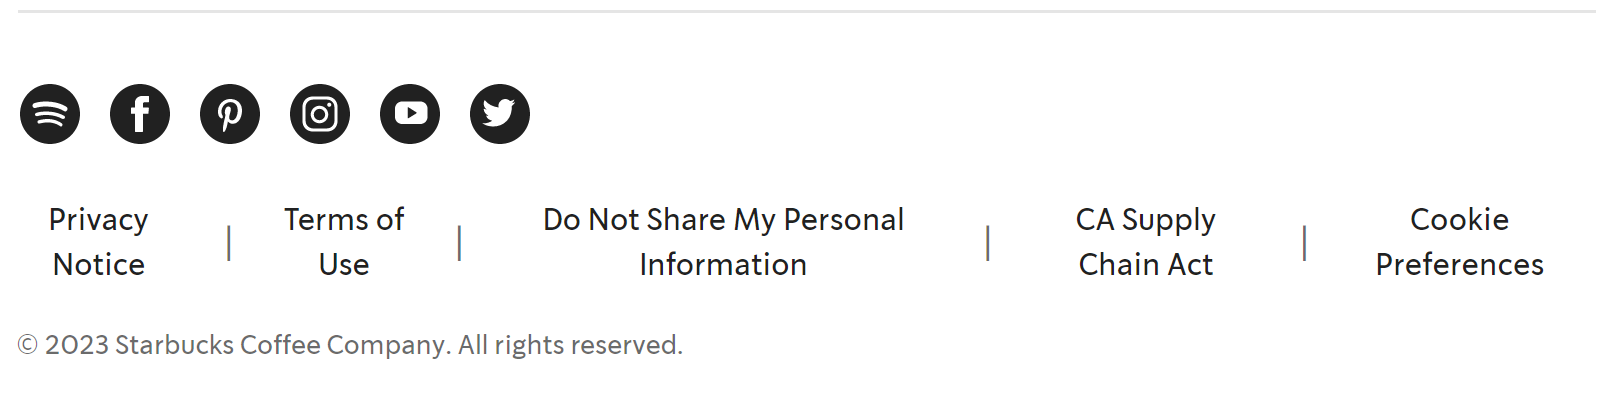 Privacy Notice | Terms of Use | Do Not Share My Personal Information | CA Supply Chain Act | Cookie Preferences
© 2023 Starbucks Coffee Company. All rights reserved.